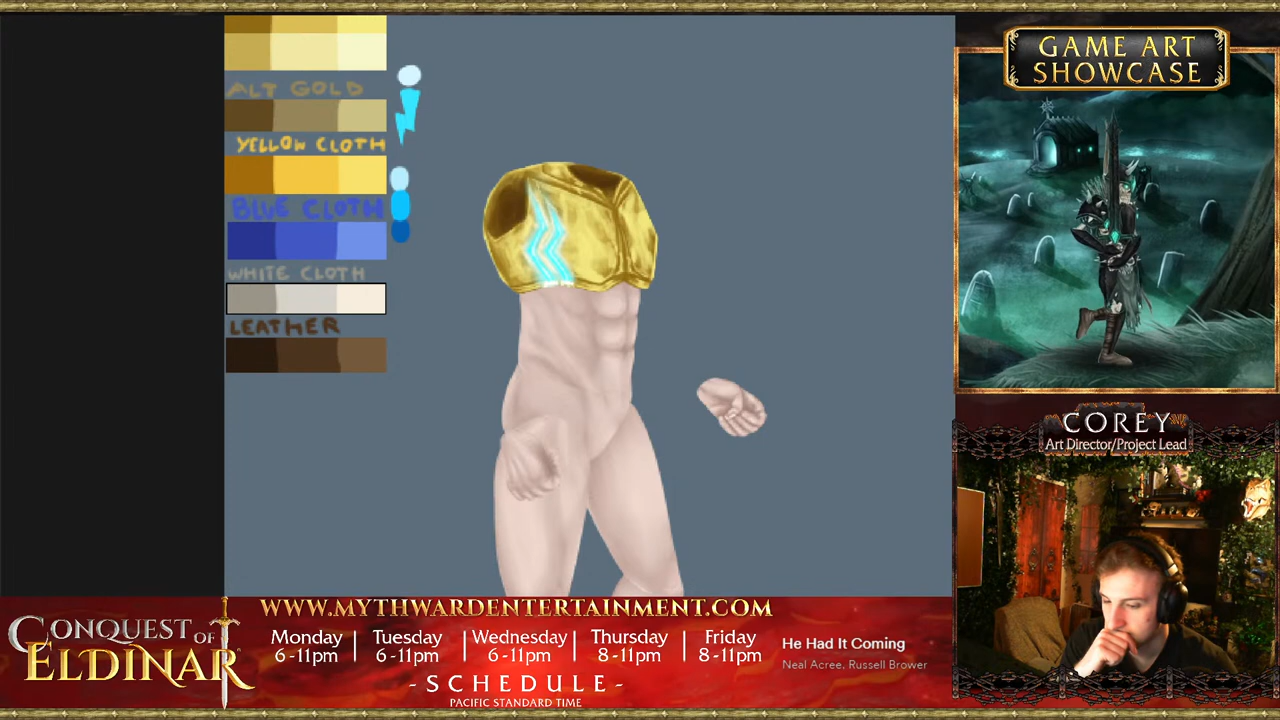 ALT GOLD
YELLOW CLOTH
BLUE CLOTH
WHITE CLOTH
LEATHER
GAME ART
SHOWCASE
COREY
Art Director/Project Lead
CONQUEST OF
ELDINAR
WWW.MYTHWARDENTERTAINMENT.COM
Monday | Tuesday | Wednesday | Thursday | Friday
6-11pm 6-11pm 6-11pm 8-11pm 8-11pm
- SCHEDULE -
PACIFIC STANDARD TIME
He Had It Coming
Neal Acree, Russell Brower